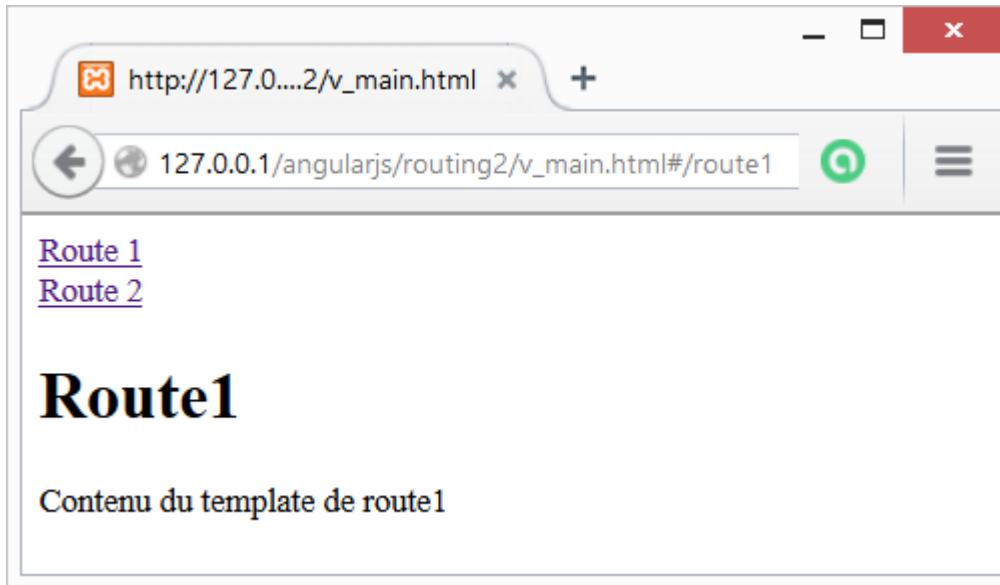 http://127.0....2/v_main.html
127.0.0.1/angularjs/routing2/v_main.html#/route1
Route 1
Route 2
Route1
Contenu du template de route1